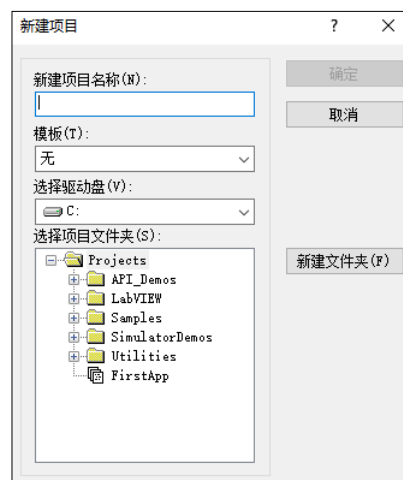 新建项目
?
新建项目名称(N):
确定
取消
模板(T):
无
选择驱动盘(V):
C:
选择项目文件夹(S):
Projects
新建文件夹(F)
API_Demos
LabVIEW
Samples
SimulatorDemos
Utilities
FirstApp